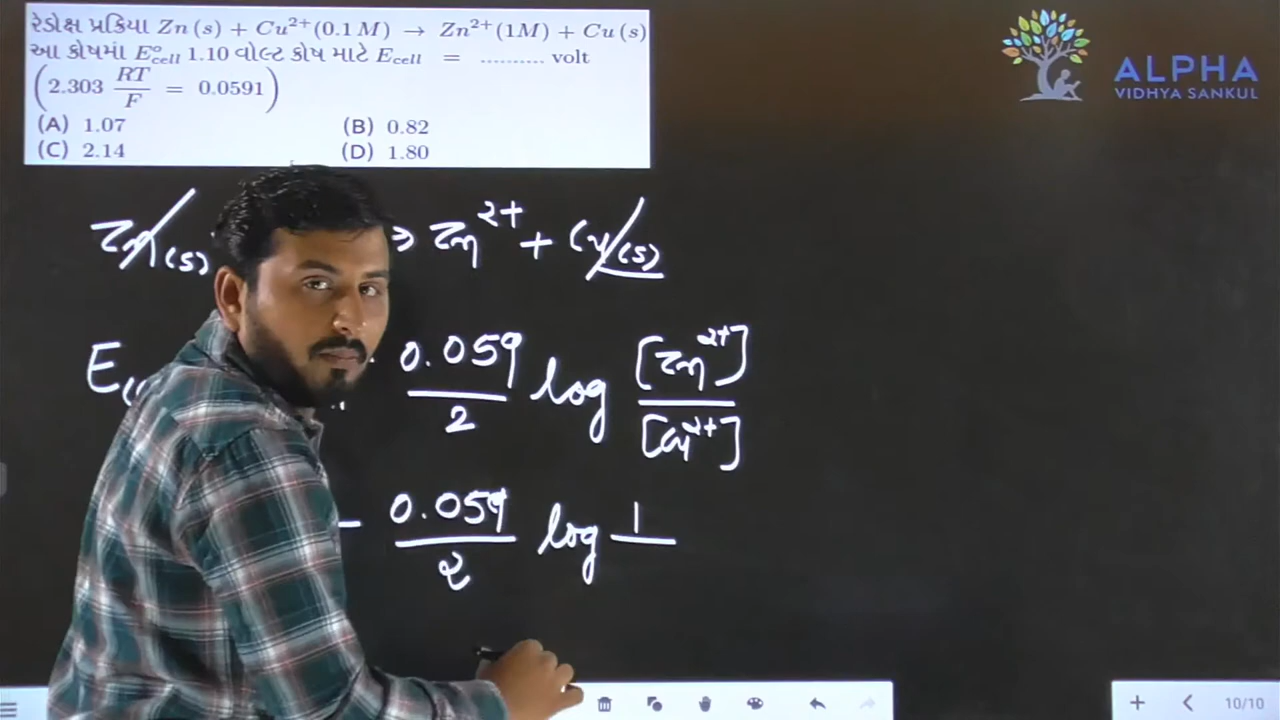 રેડોક્ષ પ્રક્રિયા Zn(s) + Cu²⁺(0.1 M) → Zn²⁺(1M) + Cu(s)
આ કોષમાં E°cell 1.10 વોલ્ટ કોષ માટે Ecell = .......... volt
(2.303 RT/F = 0.0591)
(A) 1.07 (B) 0.82
(C) 2.14 (D) 1.80
ALPHA
VIDHYA SANKUL
Zn(s) → Zn²⁺ + Cu(s)
E 0.059/2 log [Zn²⁺]/[Cu²⁺]
- 0.059/2 log 1/
10/10